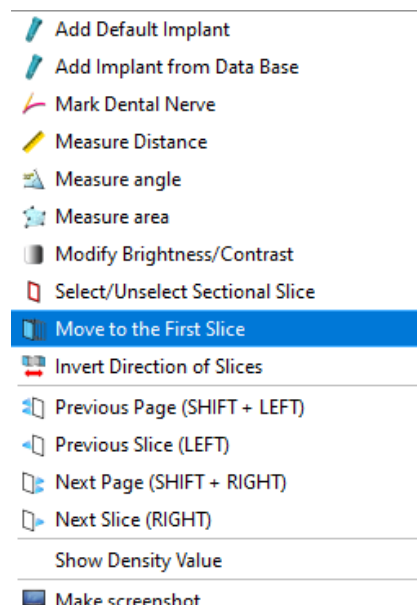 Add Default Implant
Add Implant from Data Base
Mark Dental Nerve
Measure Distance
Measure angle
Measure area
Modify Brightness/Contrast
Select/Unselect Sectional Slice
Move to the First Slice
Invert Direction of Slices
Previous Page (SHIFT + LEFT)
Previous Slice (LEFT)
Next Page (SHIFT + RIGHT)
Next Slice (RIGHT)
Show Density Value
Make screenshot